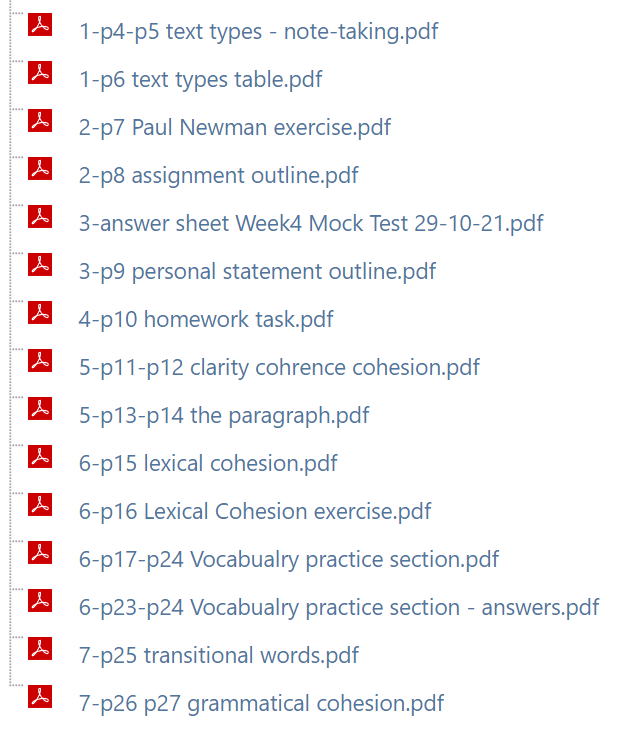 1-p4-p5 text types - note-taking.pdf
1-p6 text types table.pdf
2-p7 Paul Newman exercise.pdf
2-p8 assignment outline.pdf
3-answer sheet Week4 Mock Test 29-10-21.pdf
3-p9 personal statement outline.pdf
4-p10 homework task.pdf
5-p11-p12 clarity cohrence cohesion.pdf
5-p13-p14 the paragraph.pdf
6-p15 lexical cohesion.pdf
6-p16 Lexical Cohesion exercise.pdf
6-p17-p24 Vocabualry practice section.pdf
6-p23-p24 Vocabualry practice section - answers.pdf
7-p25 transitional words.pdf
7-p26 p27 grammatical cohesion.pdf